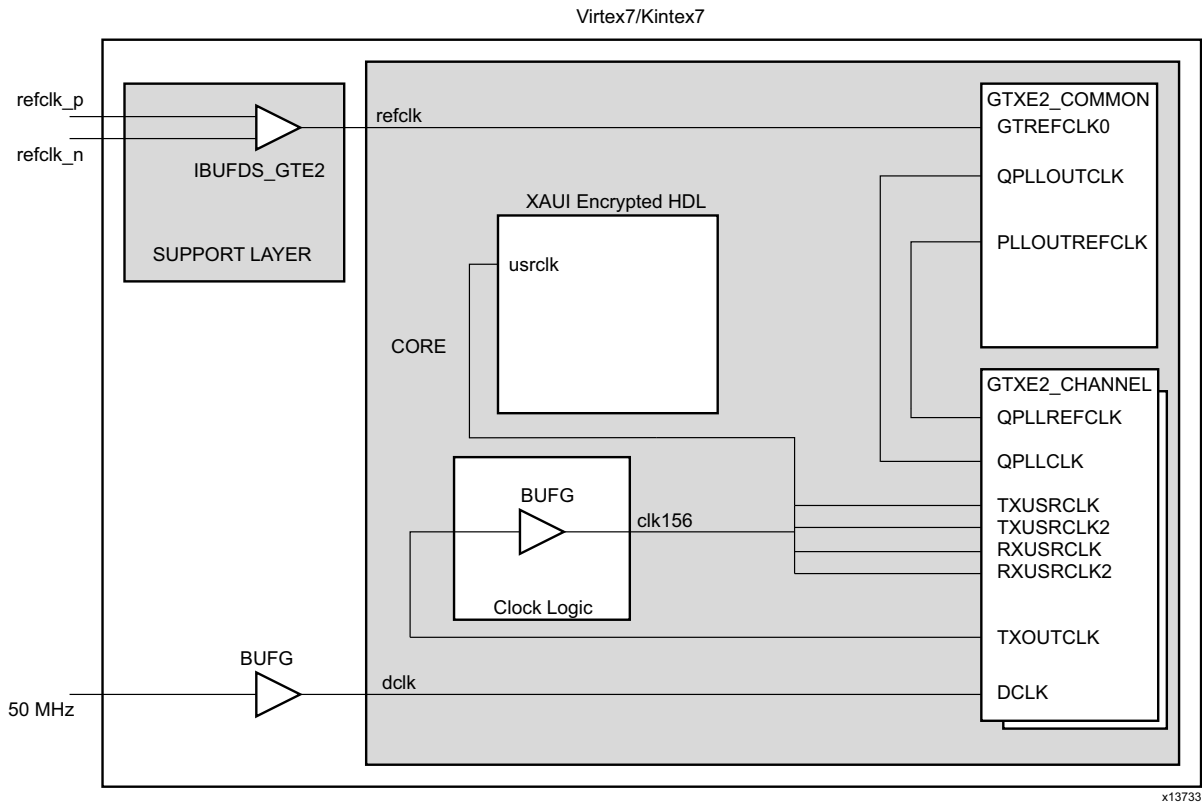 Virtex7/Kintex7
refclk_p
refclk_n
IBUFDS_GTE2
SUPPORT LAYER
refclk
GTXE2_COMMON
GTREFCLK0
QPLLOUTCLK
PLLOUTREFCLK
XAUI Encrypted HDL
usrclk
CORE
GTXE2_CHANNEL
QPLLREFCLK
QPLLCLK
TXUSRCLK
TXUSRCLK2
RXUSRCLK
RXUSRCLK2
TXOUTCLK
DCLK
BUFG
clk156
Clock Logic
BUFG
dclk
50 MHz
x13733